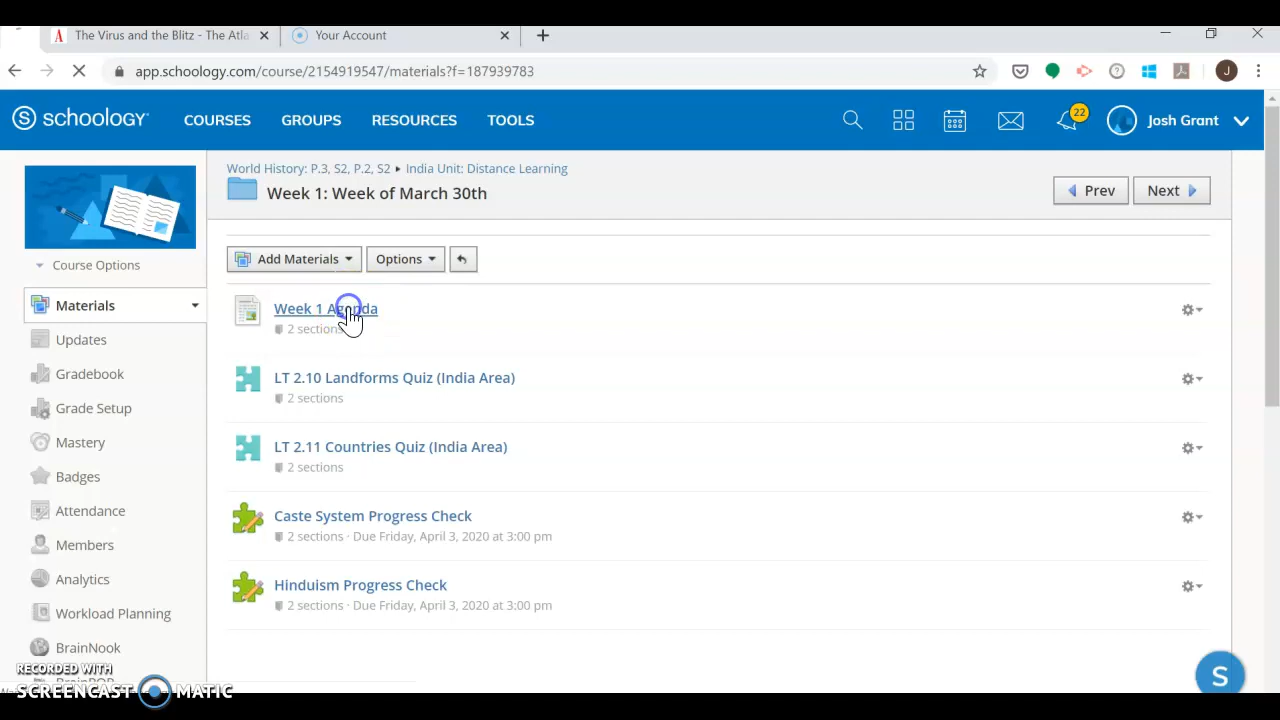 The Virus and the Blitz - The Atla
Your Account
app.schoology.com/course/2154919547/materials?f=187939783
J
S schoology
COURSES
GROUPS
RESOURCES
TOOLS
22
Josh Grant
World History: P.3, S2, P.2, S2 ▸ India Unit: Distance Learning
Week 1: Week of March 30th
Prev
Next
Course Options
Add Materials
Options
Materials
Updates
Gradebook
Grade Setup
Mastery
Badges
Attendance
Members
Analytics
Workload Planning
BrainNook
Week 1 Agenda
2 sections
LT 2.10 Landforms Quiz (India Area)
2 sections
LT 2.11 Countries Quiz (India Area)
2 sections
Caste System Progress Check
2 sections · Due Friday, April 3, 2020 at 3:00 pm
Hinduism Progress Check
2 sections · Due Friday, April 3, 2020 at 3:00 pm
RECORDED WITH
SCREENCAST MATIC
S